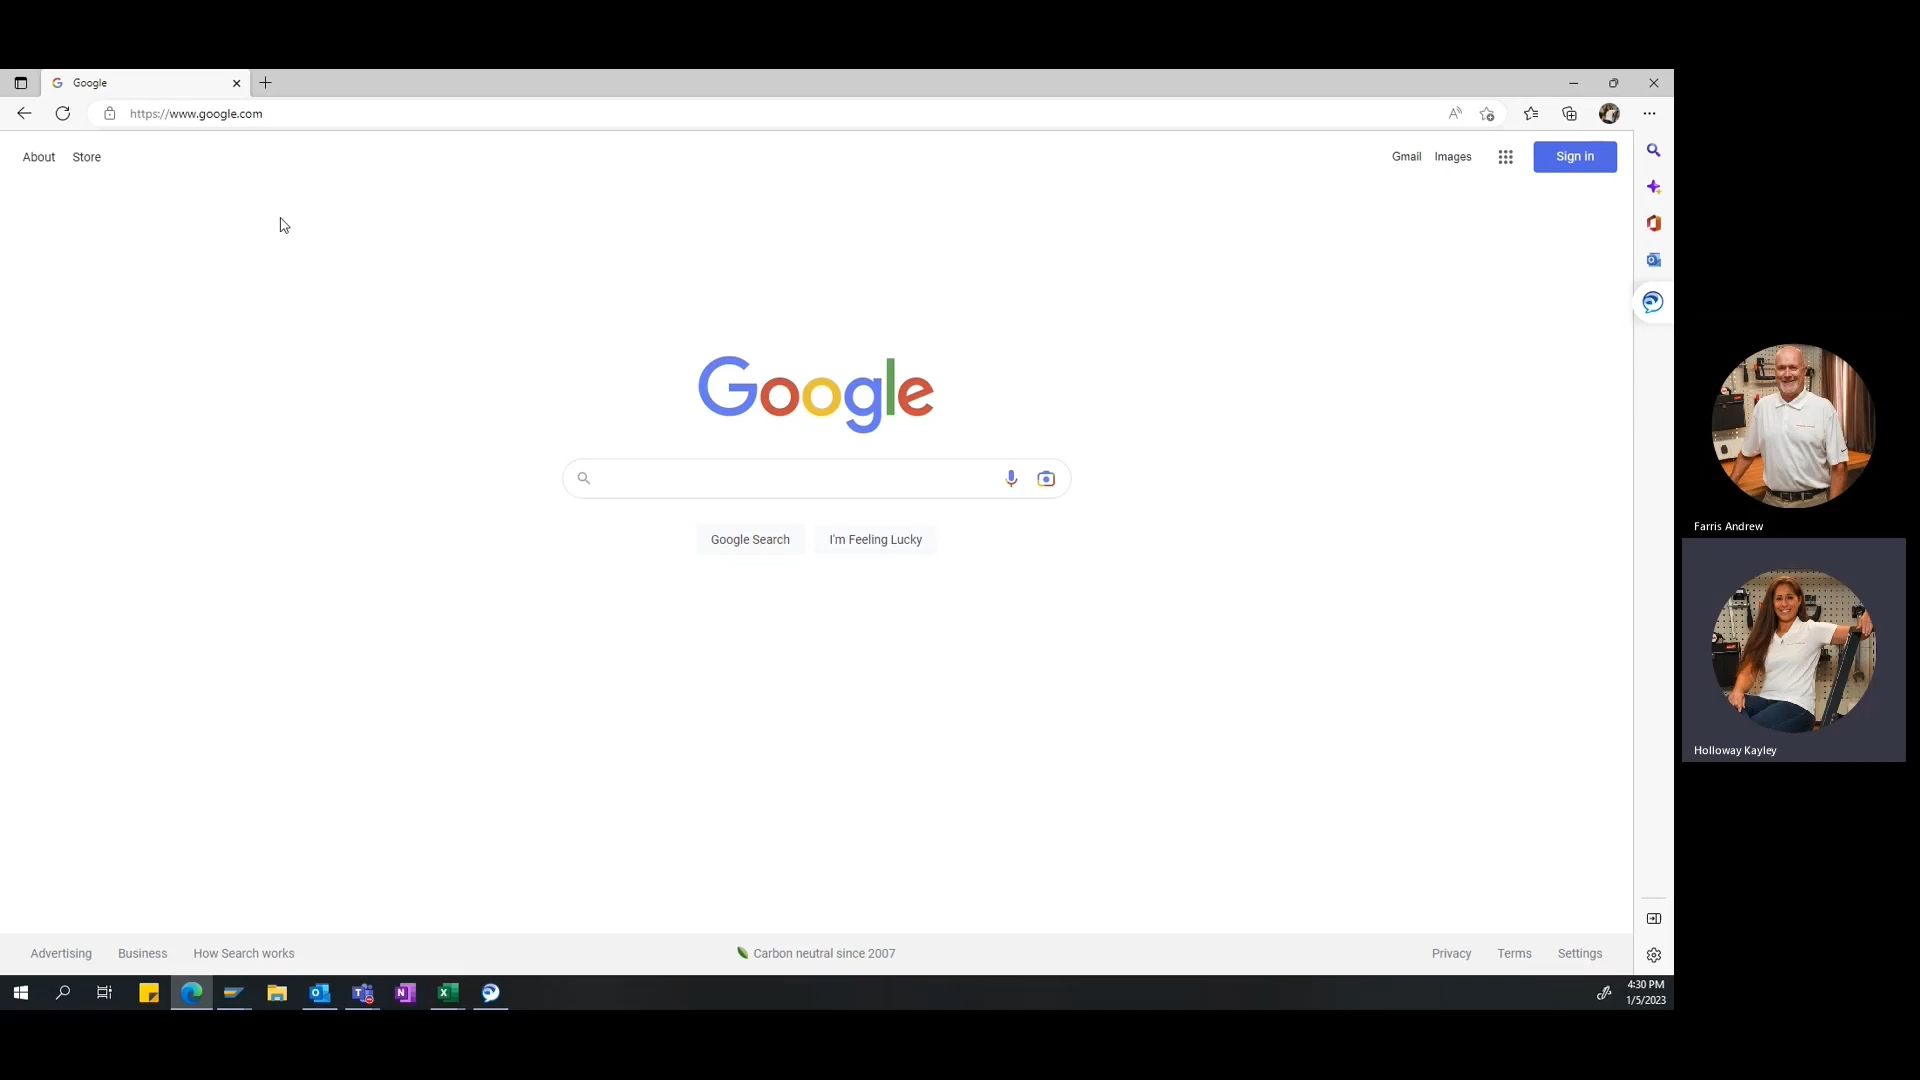 Google
https://www.google.com
About Store
Gmail Images Sign in
Google
Google Search I'm Feeling Lucky
Farris Andrew
Holloway Kayley
Advertising Business How Search works
Carbon neutral since 2007
Privacy Terms Settings
4:30 PM
1/5/2023